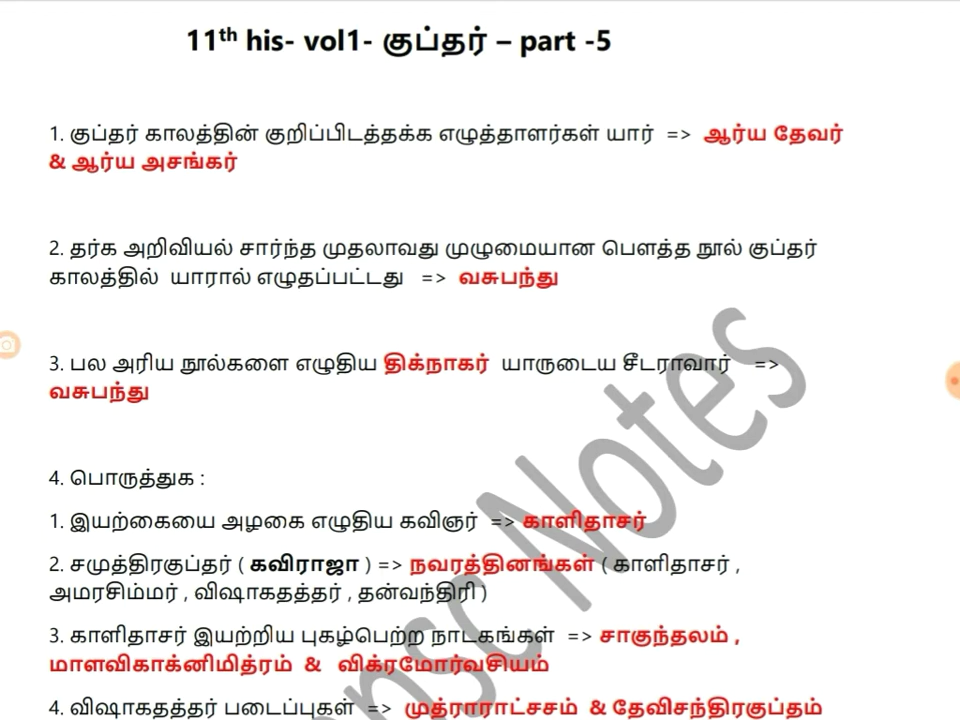 11th his- vol1- குப்தர் – part -5
1. குப்தர் காலத்தின் குறிப்பிடத்தக்க எழுத்தாளர்கள் யார் => ஆர்ய தேவர்
& ஆர்ய அசங்கர்
2. தர்க அறிவியல் சார்ந்த முதலாவது முழுமையான பௌத்த நூல் குப்தர்
காலத்தில் யாரால் எழுதப்பட்டது => வசுபந்து
3. பல அரிய நூல்களை எழுதிய திக்நாகர் யாருடைய சீடராவார் =>
வசுபந்து
4. பொருத்துக :
1. இயற்கையை அழகை எழுதிய கவிஞர் => காளிதாசர்
2. சமுத்திரகுப்தர் ( கவிராஜா ) => நவரத்தினங்கள் ( காளிதாசர் ,
அமரசிம்மர் , விஷாகதத்தர் , தன்வந்திரி )
3. காளிதாசர் இயற்றிய புகழ்பெற்ற நாடகங்கள் => சாகுந்தலம் ,
மாளவிகாக்னிமித்ரம் & விக்ரமோர்வசியம்
4. விஷாகதத்தர் படைப்புகள் => முத்ராராட்சசம் & தேவிசந்திரகுப்தம்
nsc Notes